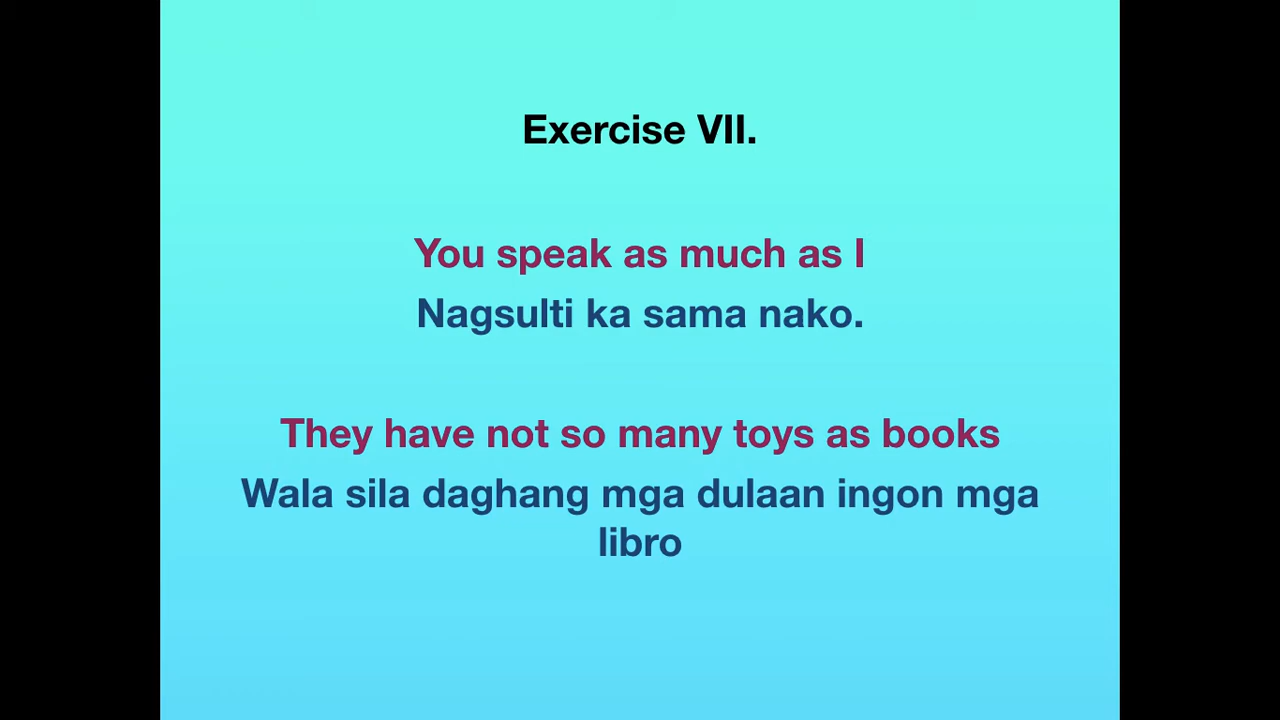 Exercise VII.
You speak as much as I
Nagsulti ka sama nako.
They have not so many toys as books
Wala sila daghang mga dulaan ingon mga
libro